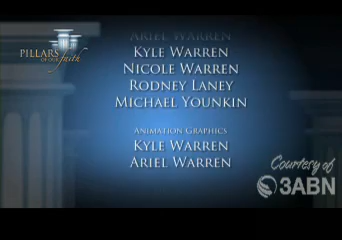 ARIEL WARREN
KYLE WARREN
PILLARS
OF OUR
faith
NICOLE WARREN
RODNEY LANEY
MICHAEL YOUNKIN
ANIMATION GRAPHICS
KYLE WARREN
ARIEL WARREN
Courtesy of
3ABN